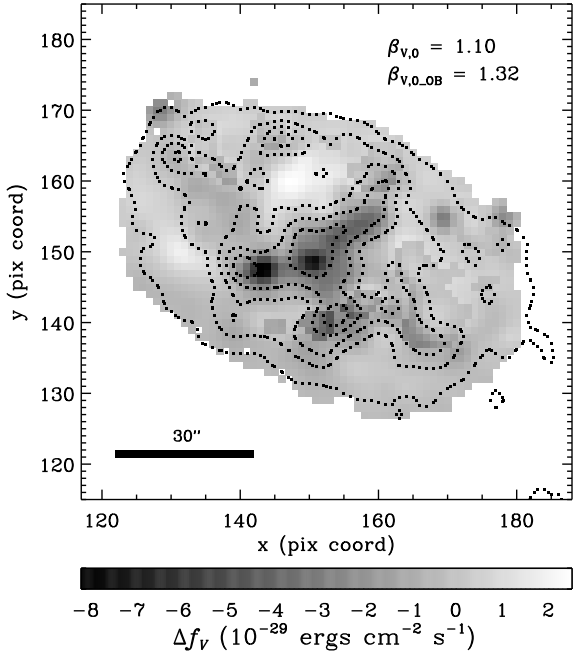 β_V,0 = 1.10
β_V,0_OB = 1.32
180
170
160
150
140
130
120
y (pix coord)
30"
120 140 160 180
x (pix coord)
−8 −7 −6 −5 −4 −3 −2 −1 0 1 2
Δf_V (10^−29 ergs cm^−2 s^−1)